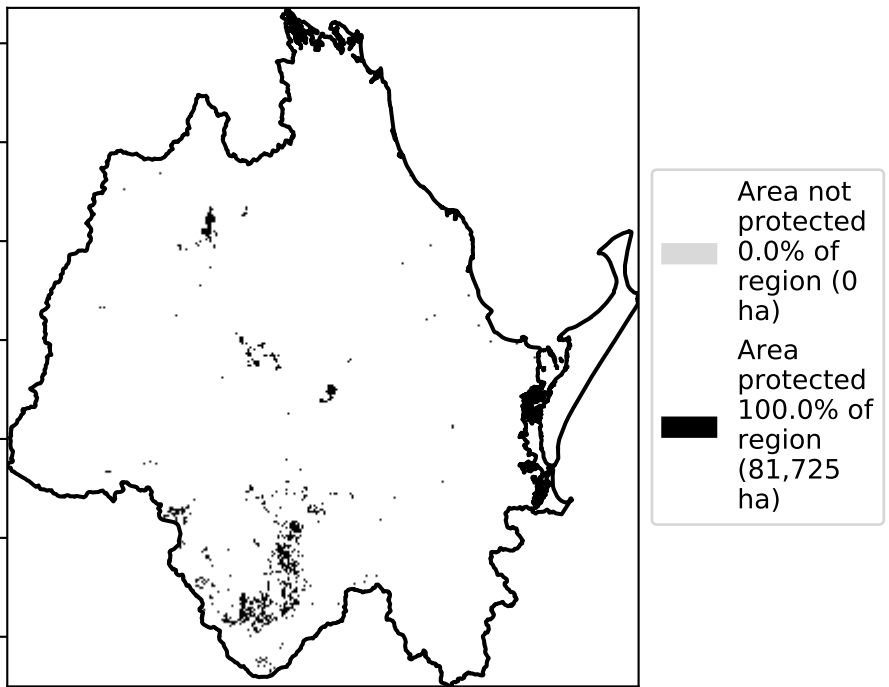 Area not
protected
0.0% of
region (0
ha)
Area
protected
100.0% of
region
(81,725
ha)